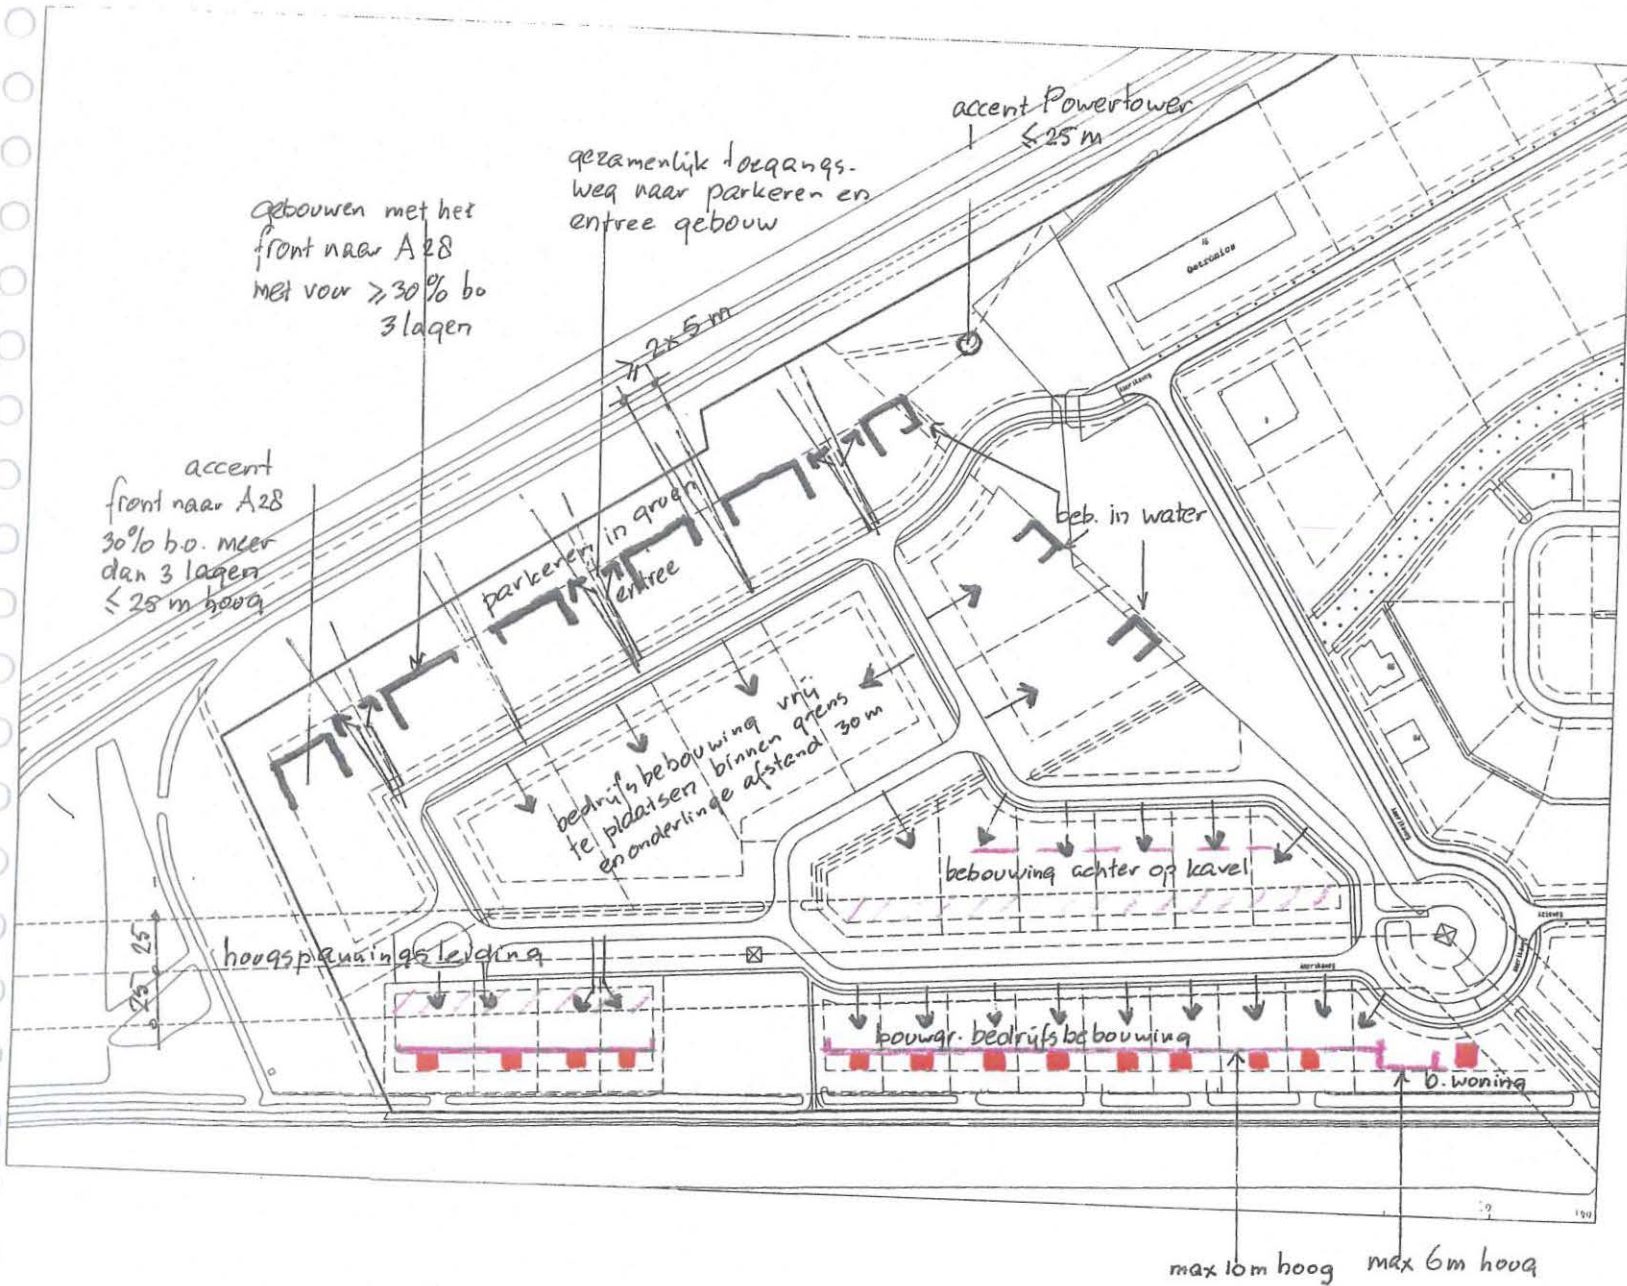 accent Powertower
≤ 25 m
gezamenlijk toegangs-
weg naar parkeren en
entree gebouw
gebouwen met het
front naar A28
met voor ≥ 30% bo
3 lagen
≥ 2x 5 m
accent
front naar A28
30% b.o. meer
dan 3 lagen
≤ 25 m hoog
parkeren in groen
entree
beb. in water
bedrijfsbebouwing vrij
te plaatsen binnen grens
en onderlinge afstand 30 m
bebouwing achter op kavel
25 25
hoogspanningsleiding
bouwgr. bedrijfsbebouwing
b. woning
max 10m hoog
max 6m hoog